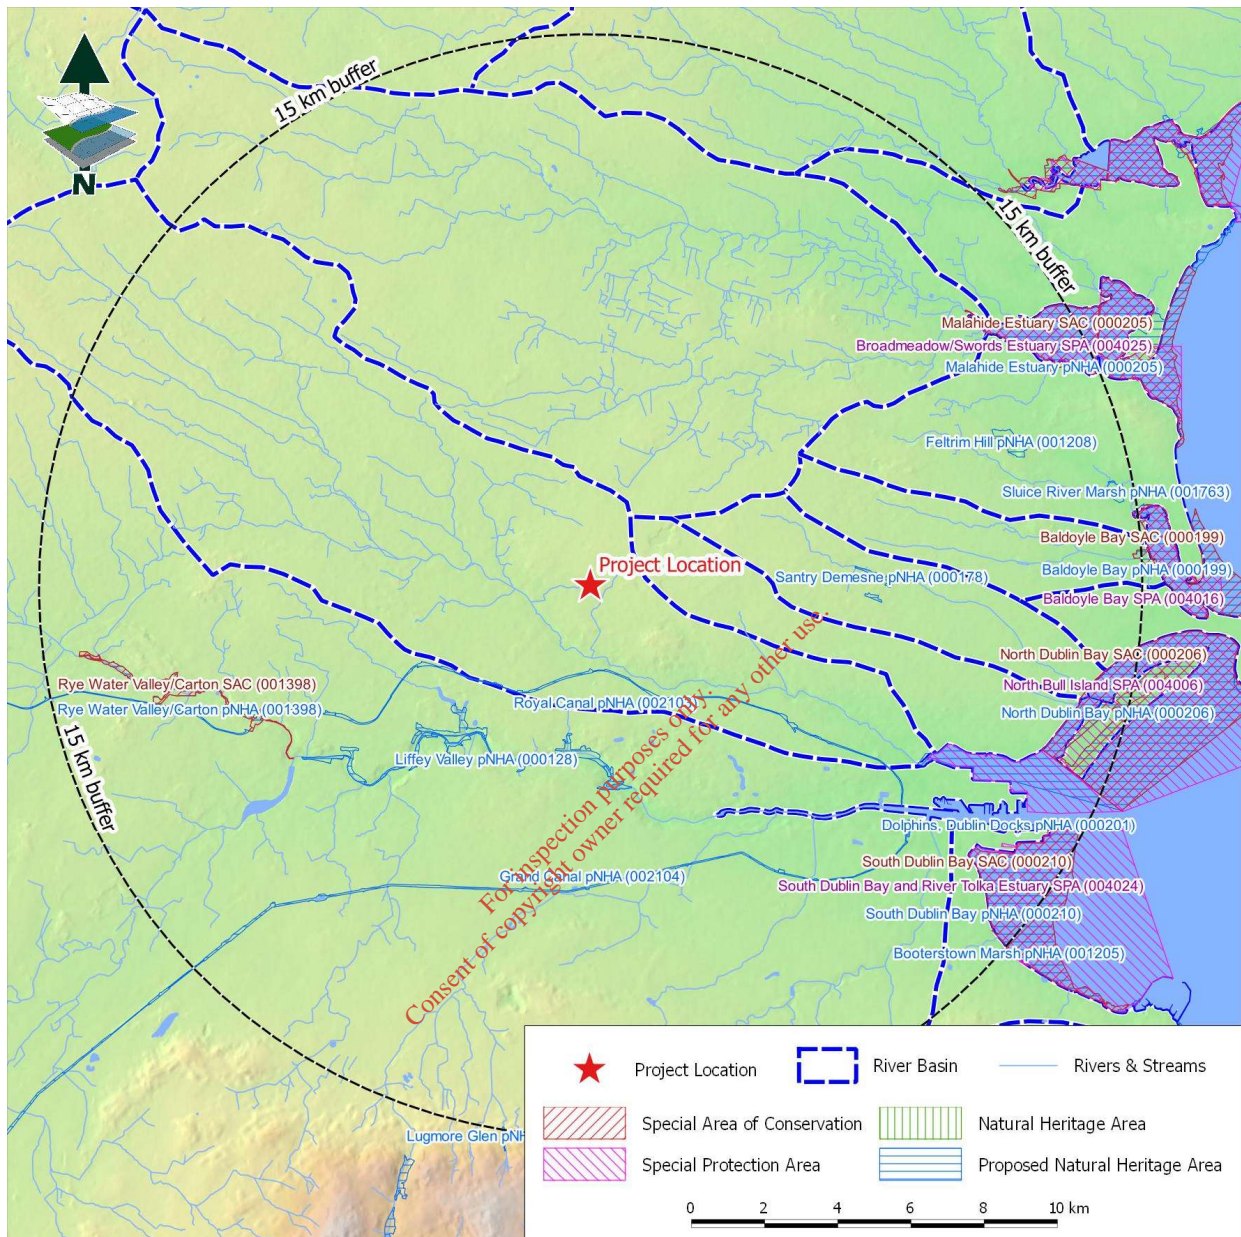 15 km buffer
N
15 km buffer
Malahide Estuary SAC (000205)
Broadmeadow/Swords Estuary SPA (004025)
Malahide Estuary pNHA (000205)
Feltrim Hill pNHA (001208)
Sluice River Marsh pNHA (001763)
Baldoyle Bay SAC (000199)
Project Location
Baldoyle Bay pNHA (000199)
Santry Demesne pNHA (000178)
Baldoyle Bay SPA (004016)
North Dublin Bay SAC (000206)
Rye Water Valley/Carton SAC (001398)
North Bull Island SPA (004006)
Royal Canal pNHA (002103)
Rye Water Valley/Carton pNHA (001398)
North Dublin Bay pNHA (000206)
15 km buffer
Liffey Valley pNHA (000128)
Dolphins, Dublin Docks pNHA (000201)
South Dublin Bay SAC (000210)
Grand Canal pNHA (002104)
South Dublin Bay and River Tolka Estuary SPA (004024)
South Dublin Bay pNHA (000210)
Booterstown Marsh pNHA (001205)
For inspection purposes only.
Consent of copyright owner required for any other use.
Lugmore Glen pNH
Project Location
River Basin
Rivers & Streams
Special Area of Conservation
Natural Heritage Area
Special Protection Area
Proposed Natural Heritage Area
0 2 4 6 8 10 km